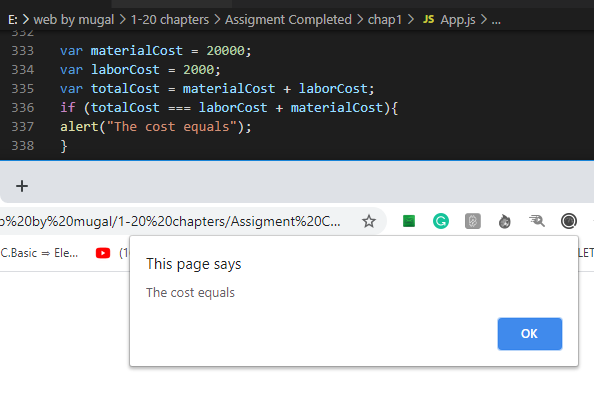 E: > web by mugal > 1-20 chapters > Assigment Completed > chap1 > JS App.js > ...
332
333 var materialCost = 20000;
334 var laborCost = 2000;
335 var totalCost = materialCost + laborCost;
336 if (totalCost === laborCost + materialCost){
337 alert("The cost equals");
338 }
b%20by%20mugal/1-20%20chapters/Assigment%20C...
C.Basic ⇒ Ele...
(1
LET
This page says
The cost equals
OK